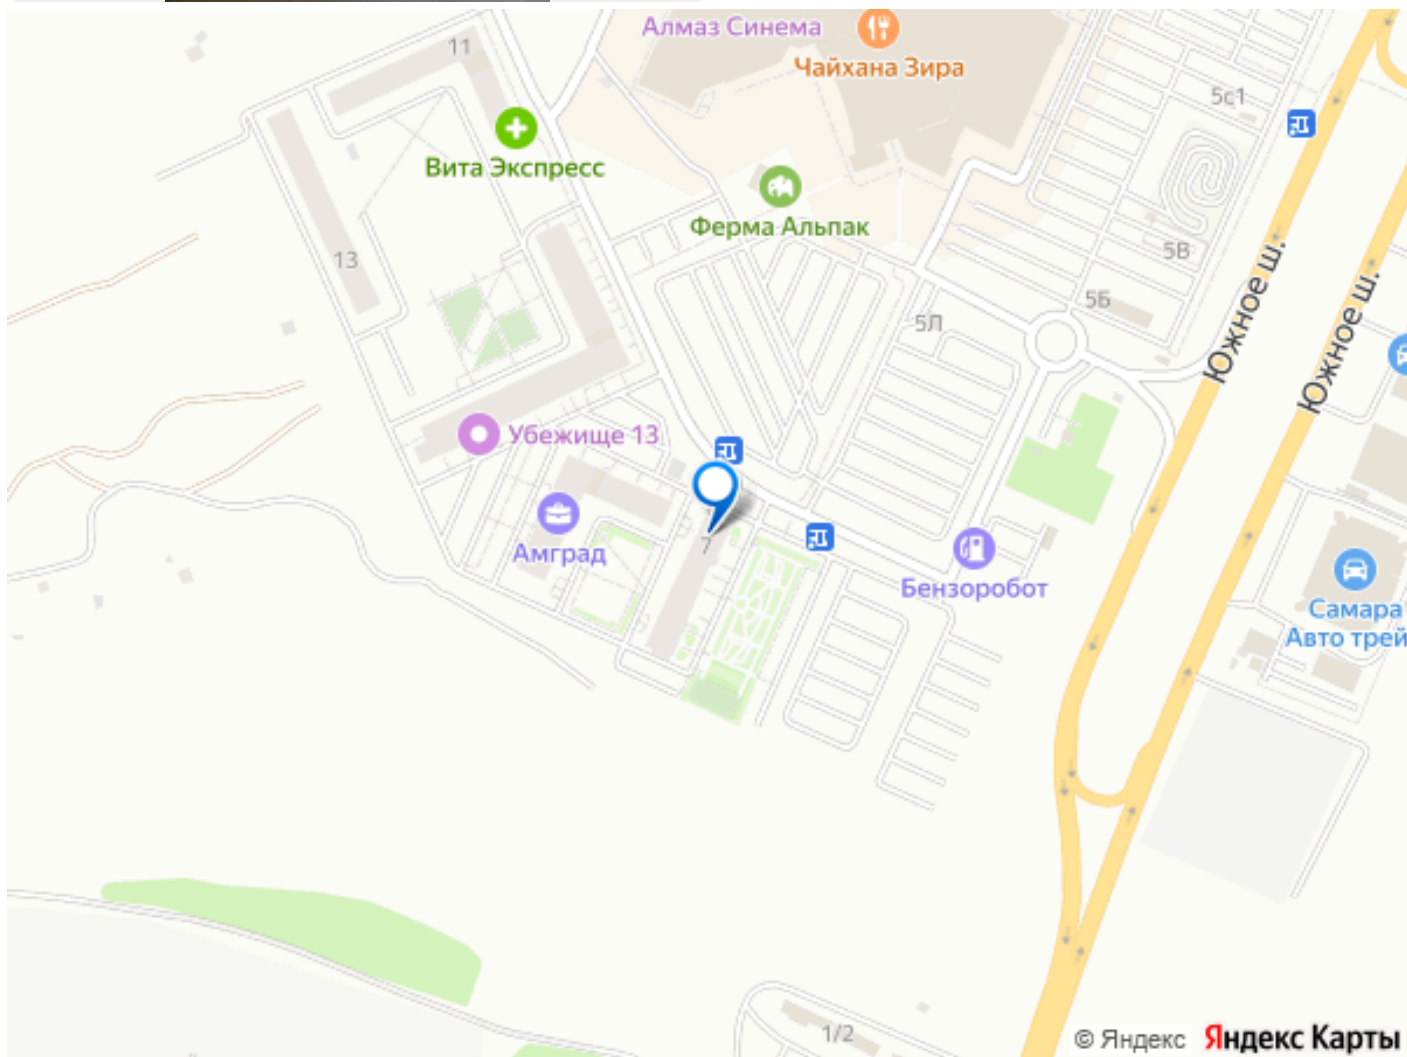 Алмаз Синема
Чайхана Зира
11
5с1
Вита Экспресс
Ферма Альпак
5В
13
5Б
5Л
Южное ш.
Южное ш.
Убежище 13
7
Амград
Бензоробот
Самара
Авто трей
1/2
© Яндекс Яндекс Карты